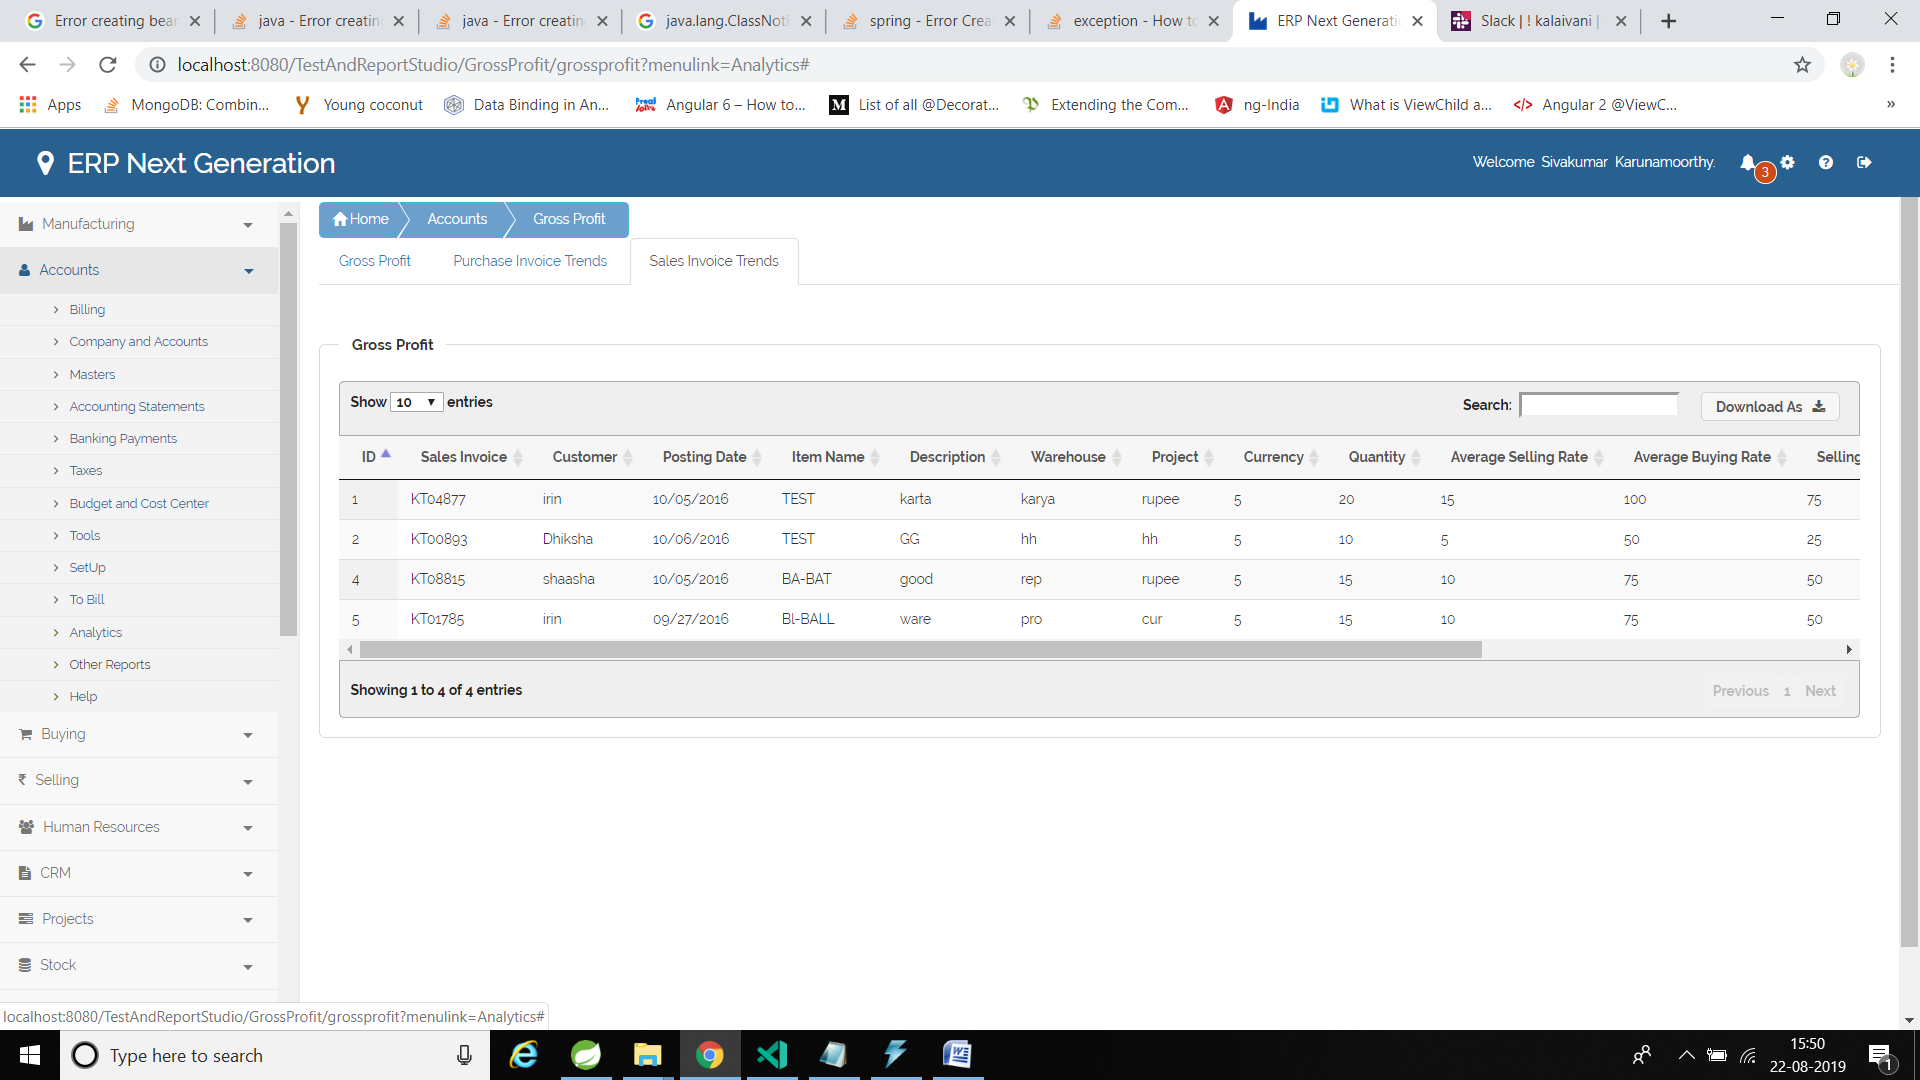 Error creating bear
java - Error creatin
java - Error creatin
java.lang.ClassNotF
spring - Error Crea
exception - How to
ERP Next Generatio
Slack | ! kalaivani |
localhost:8080/TestAndReportStudio/GrossProfit/grossprofit?menulink=Analytics#
Apps
MongoDB: Combin...
Young coconut
Data Binding in An...
Angular 6 – How to...
List of all @Decorat...
Extending the Com...
ng-India
What is ViewChild a...
Angular 2 @ViewC...
»
ERP Next Generation
Welcome Sivakumar Karunamoorthy.
3
Manufacturing
Accounts
Billing
Company and Accounts
Masters
Accounting Statements
Banking Payments
Taxes
Budget and Cost Center
Tools
SetUp
To Bill
Analytics
Other Reports
Help
Buying
Selling
Human Resources
CRM
Projects
Stock
Home Accounts Gross Profit
Gross Profit Purchase Invoice Trends Sales Invoice Trends
Gross Profit
Show 10 entries
Search:
Download As
ID Sales Invoice Customer Posting Date Item Name Description Warehouse Project Currency Quantity Average Selling Rate Average Buying Rate Selling
1 KT04877 irin 10/05/2016 TEST karta karya rupee 5 20 15 100 75
2 KT00893 Dhiksha 10/06/2016 TEST GG hh hh 5 10 5 50 25
4 KT08815 shaasha 10/05/2016 BA-BAT good rep rupee 5 15 10 75 50
5 KT01785 irin 09/27/2016 Bl-BALL ware pro cur 5 15 10 75 50
Showing 1 to 4 of 4 entries
Previous 1 Next
localhost:8080/TestAndReportStudio/GrossProfit/grossprofit?menulink=Analytics#
Type here to search
15:50
22-08-2019
1